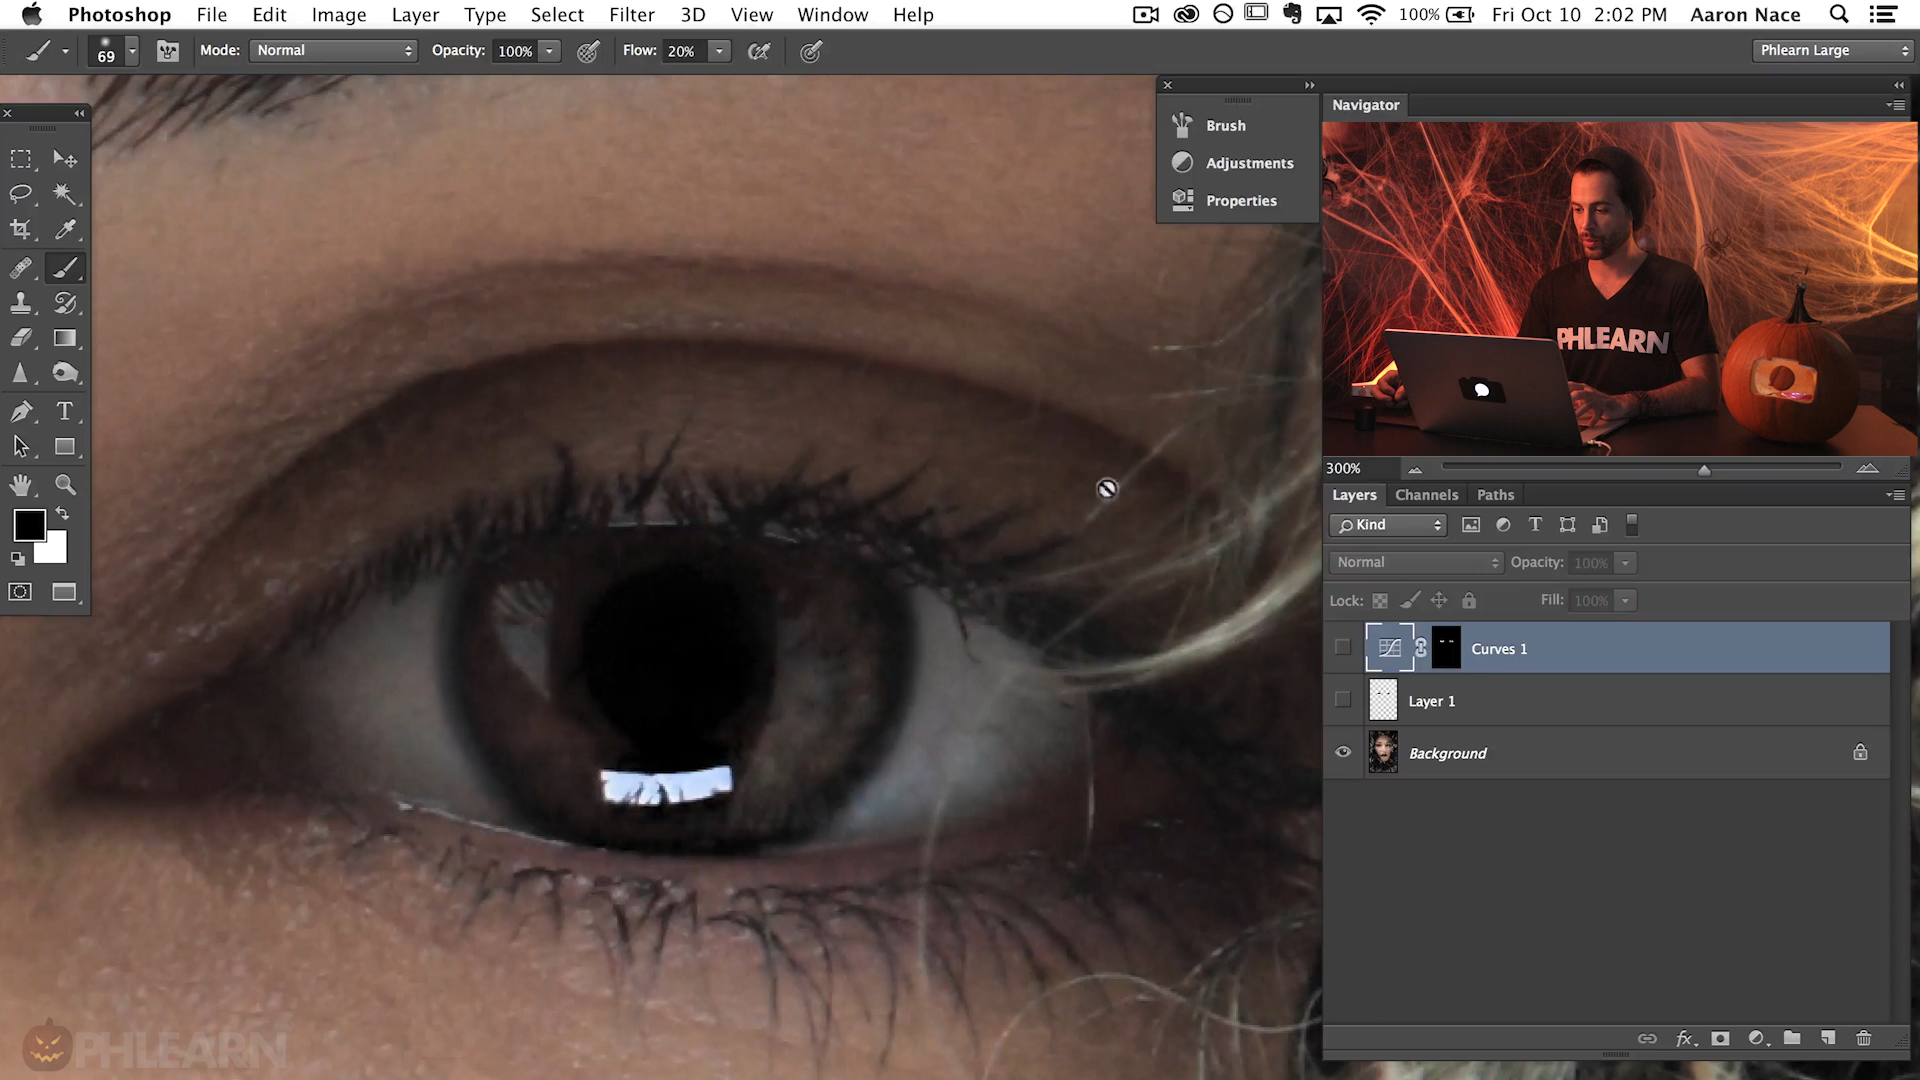 Photoshop File Edit Image Layer Type Select Filter 3D View Window Help 100% Fri Oct 10 2:02 PM Aaron Nace
69 Mode: Normal Opacity: 100% Flow: 20% Phlearn Large
Navigator
Brush
Adjustments
Properties
PHLEARN
300%
Layers Channels Paths
Kind
Normal Opacity: 100%
Lock: Fill: 100%
Curves 1
Layer 1
Background
PHLEARN